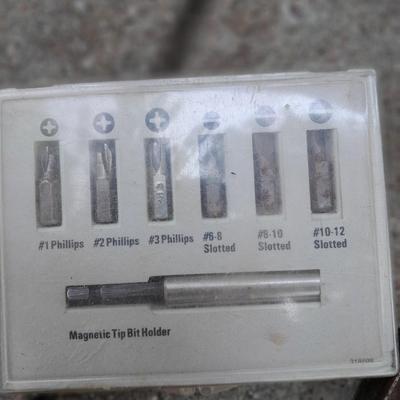 #1 Phillips #2 Phillips #3 Phillips #6-8 #8-10 #10-12
Slotted Slotted Slotted
Magnetic Tip Bit Holder